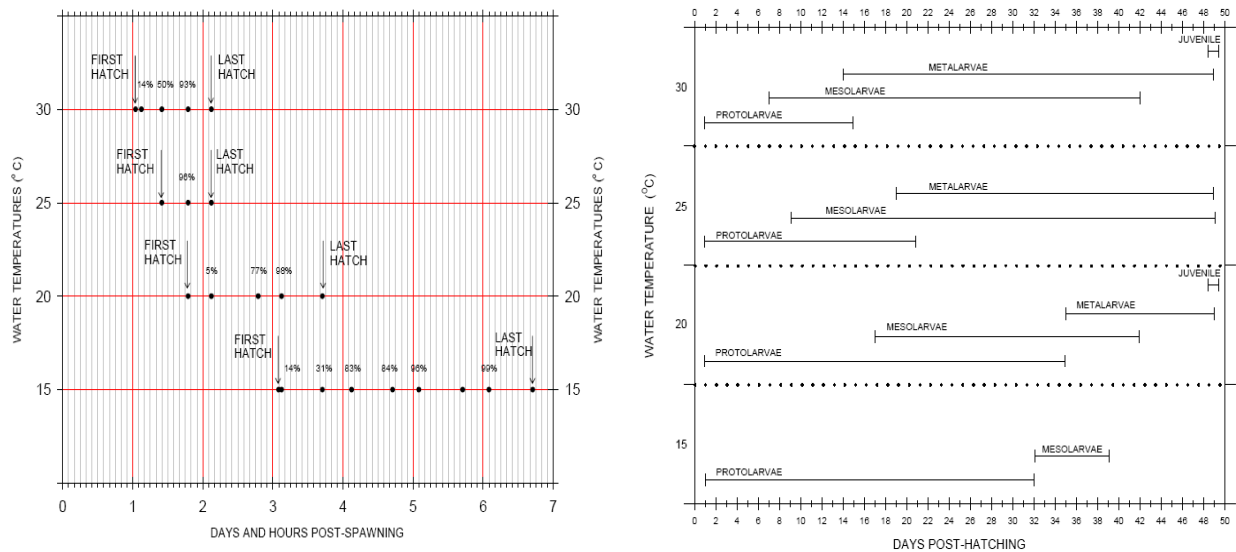 FIRST
HATCH
14% 50% 93%
LAST
HATCH
30
30
FIRST
HATCH
96%
LAST
HATCH
25
25
FIRST
HATCH
5% 77% 98%
LAST
HATCH
20
20
FIRST
HATCH
14% 31% 83% 84% 96% 99%
LAST
HATCH
15
15
WATER TEMPERATURES (° C)
WATER TEMPERATURES (° C)
0 1 2 3 4 5 6 7
DAYS AND HOURS POST-SPAWNING
0 2 4 6 8 10 12 14 16 18 20 22 24 26 28 30 32 34 36 38 40 42 44 46 48 50
JUVENILE
METALARVAE
30
MESOLARVAE
PROTOLARVAE
METALARVAE
25
MESOLARVAE
PROTOLARVAE
JUVENILE
METALARVAE
20
MESOLARVAE
PROTOLARVAE
15
MESOLARVAE
PROTOLARVAE
WATER TEMPERATURE (°C)
0 2 4 6 8 10 12 14 16 18 20 22 24 26 28 30 32 34 36 38 40 42 44 46 48 50
DAYS POST-HATCHING